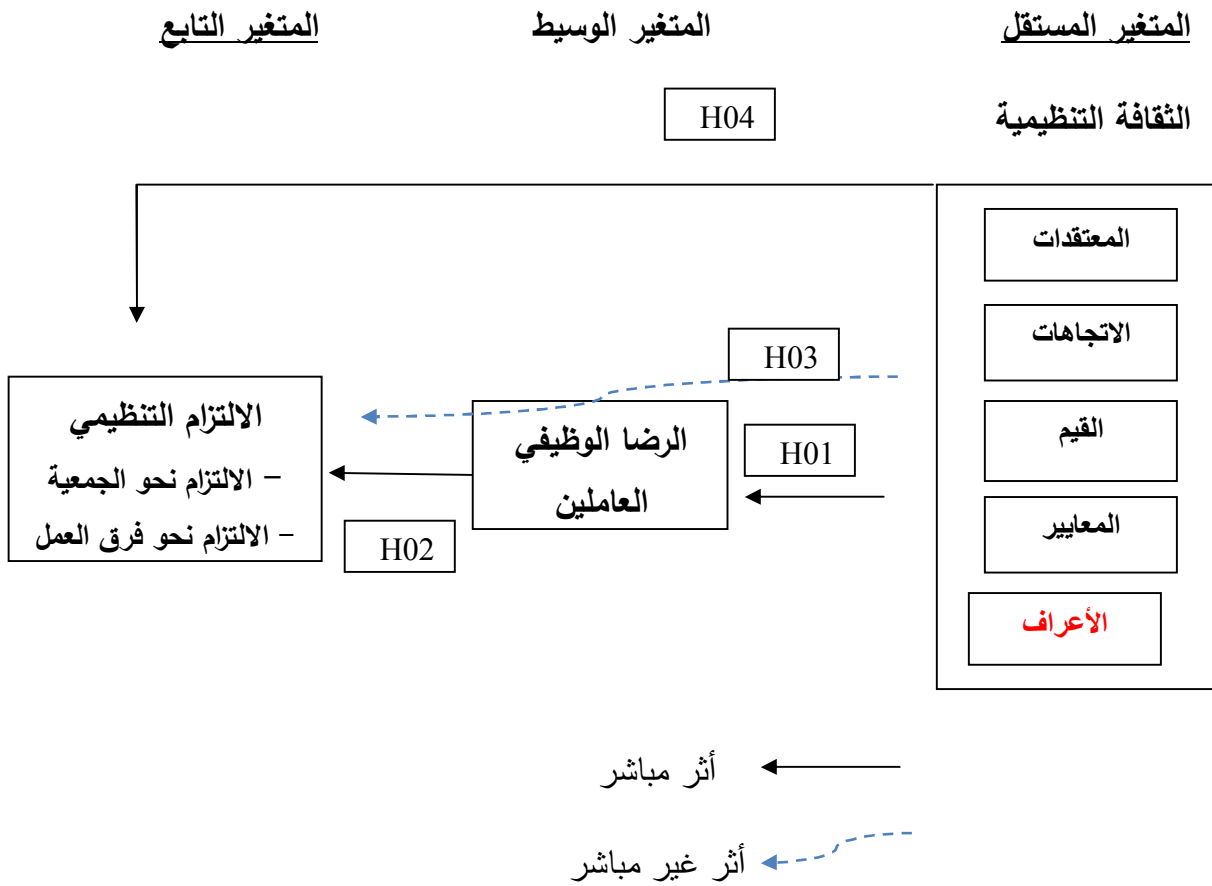 المتغير المستقل
المتغير الوسيط
المتغير التابع
الثقافة التنظيمية
H04
المعتقدات
الاتجاهات
القيم
المعايير
الأعراف
H03
H01
الرضا الوظيفي
العاملين
H02
الالتزام التنظيمي
– الالتزام نحو الجمعية
– الالتزام نحو فرق العمل
أثر مباشر
أثر غير مباشر